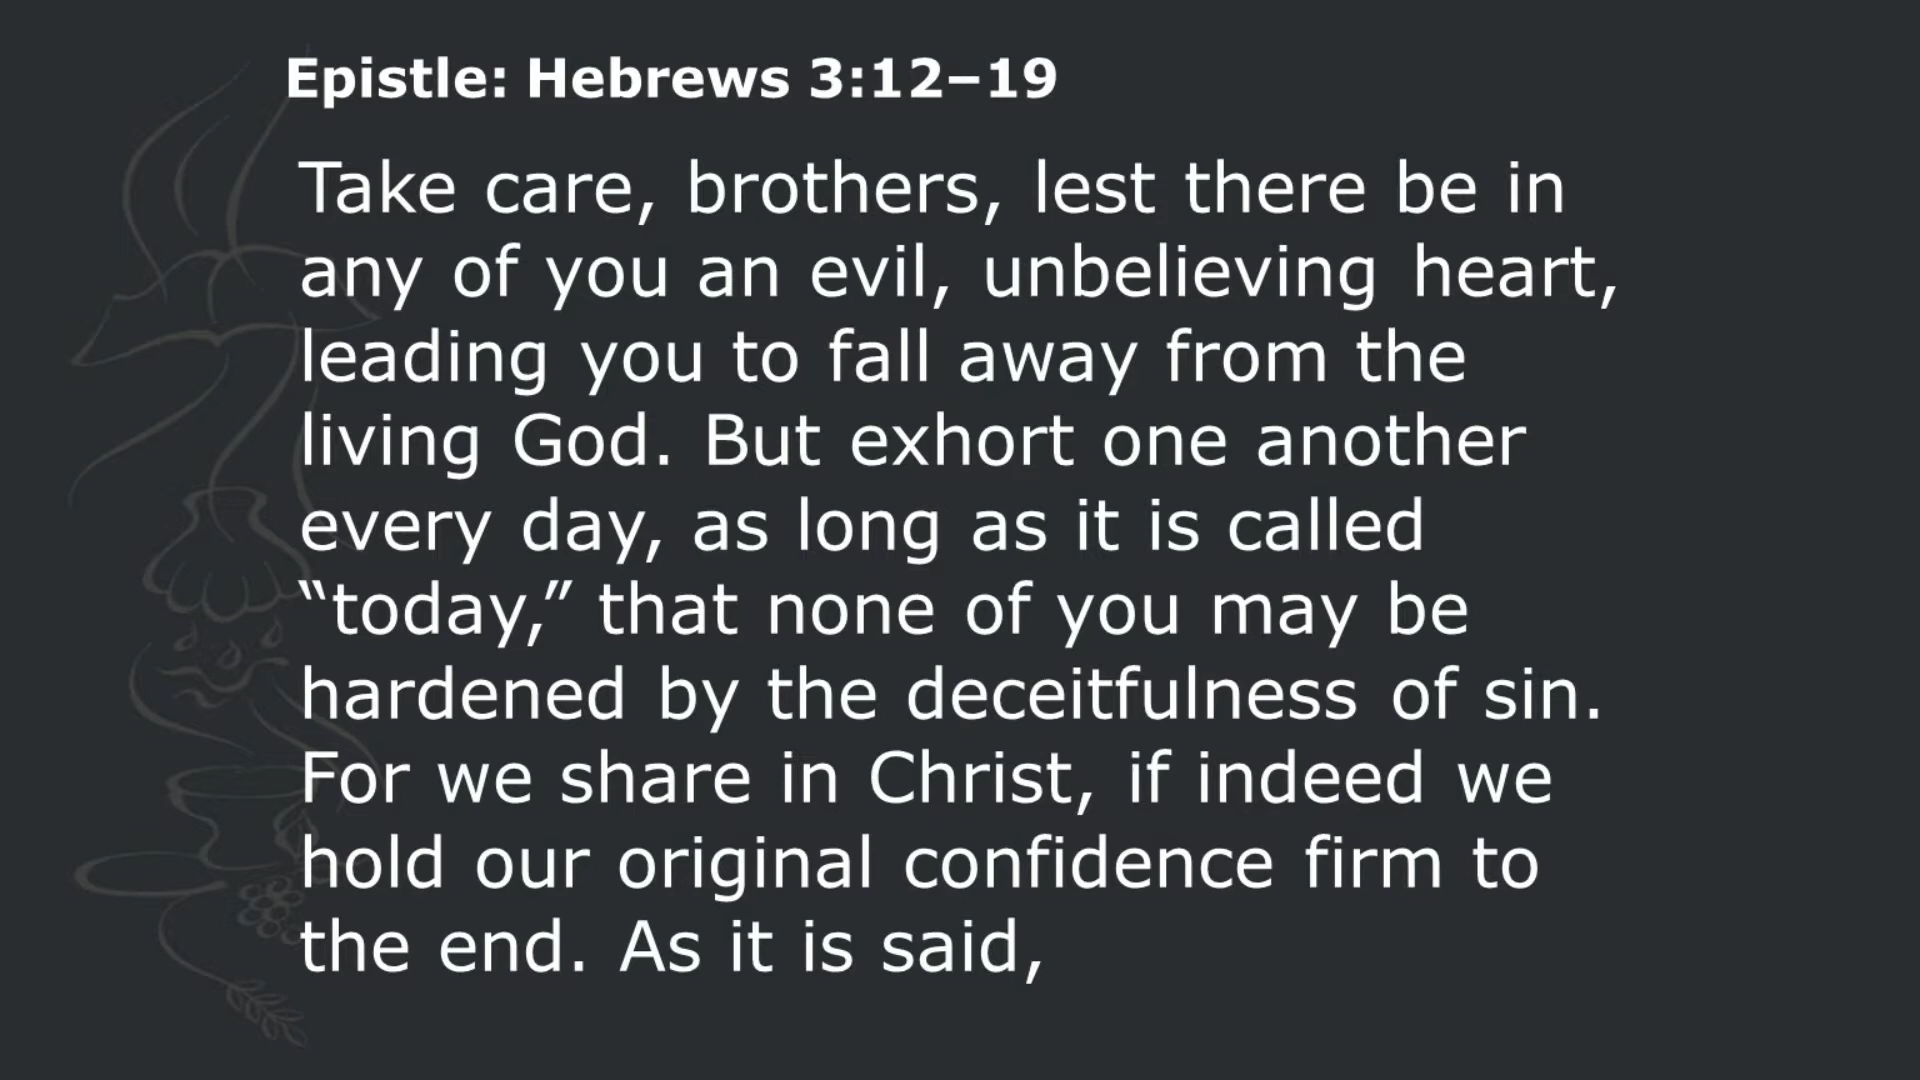 Epistle: Hebrews 3:12–19
Take care, brothers, lest there be in
any of you an evil, unbelieving heart,
leading you to fall away from the
living God. But exhort one another
every day, as long as it is called
“today,” that none of you may be
hardened by the deceitfulness of sin.
For we share in Christ, if indeed we
hold our original confidence firm to
the end. As it is said,